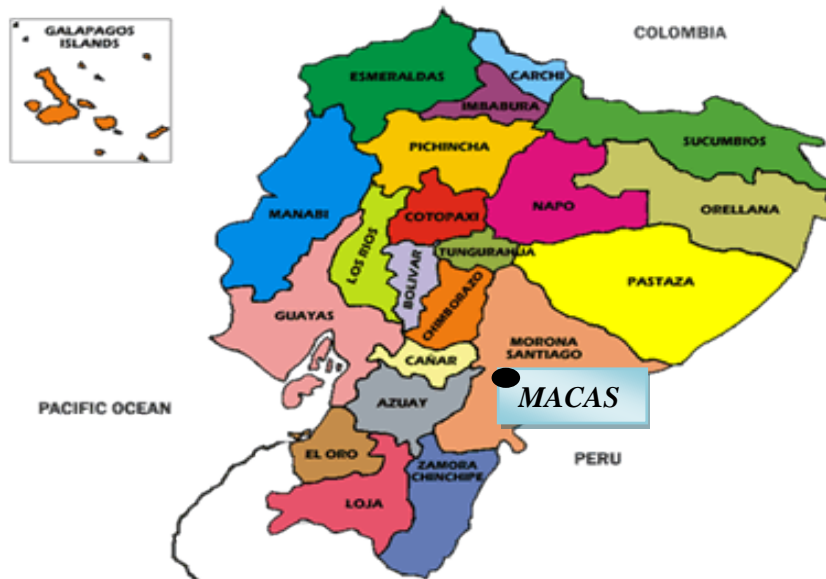 GALAPAGOS
ISLANDS
COLOMBIA
ESMERALDAS
CARCHI
IMBABURA
SUCUMBIOS
PICHINCHA
NAPO
ORELLANA
MANABI
COTOPAXI
LOS RIOS
BOLIVAR
TUNGURAHUA
CHIMBORAZO
PASTAZA
GUAYAS
MORONA
SANTIAGO
CAÑAR
MACAS
AZUAY
PACIFIC OCEAN
EL ORO
ZAMORA
CHINCHIPE
PERU
LOJA